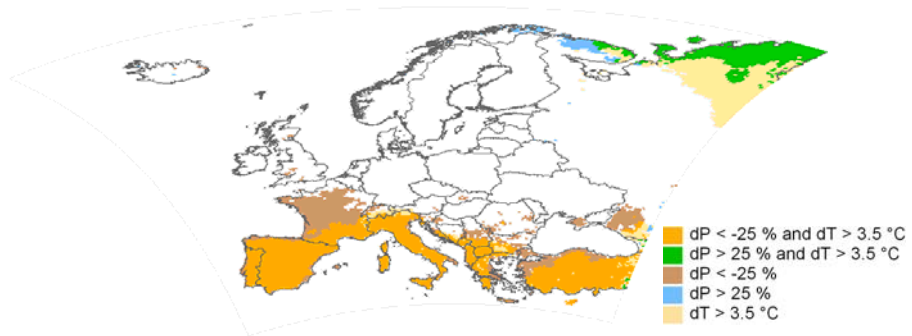 dP < -25 % and dT > 3.5 °C
dP > 25 % and dT > 3.5 °C
dP < -25 %
dP > 25 %
dT > 3.5 °C